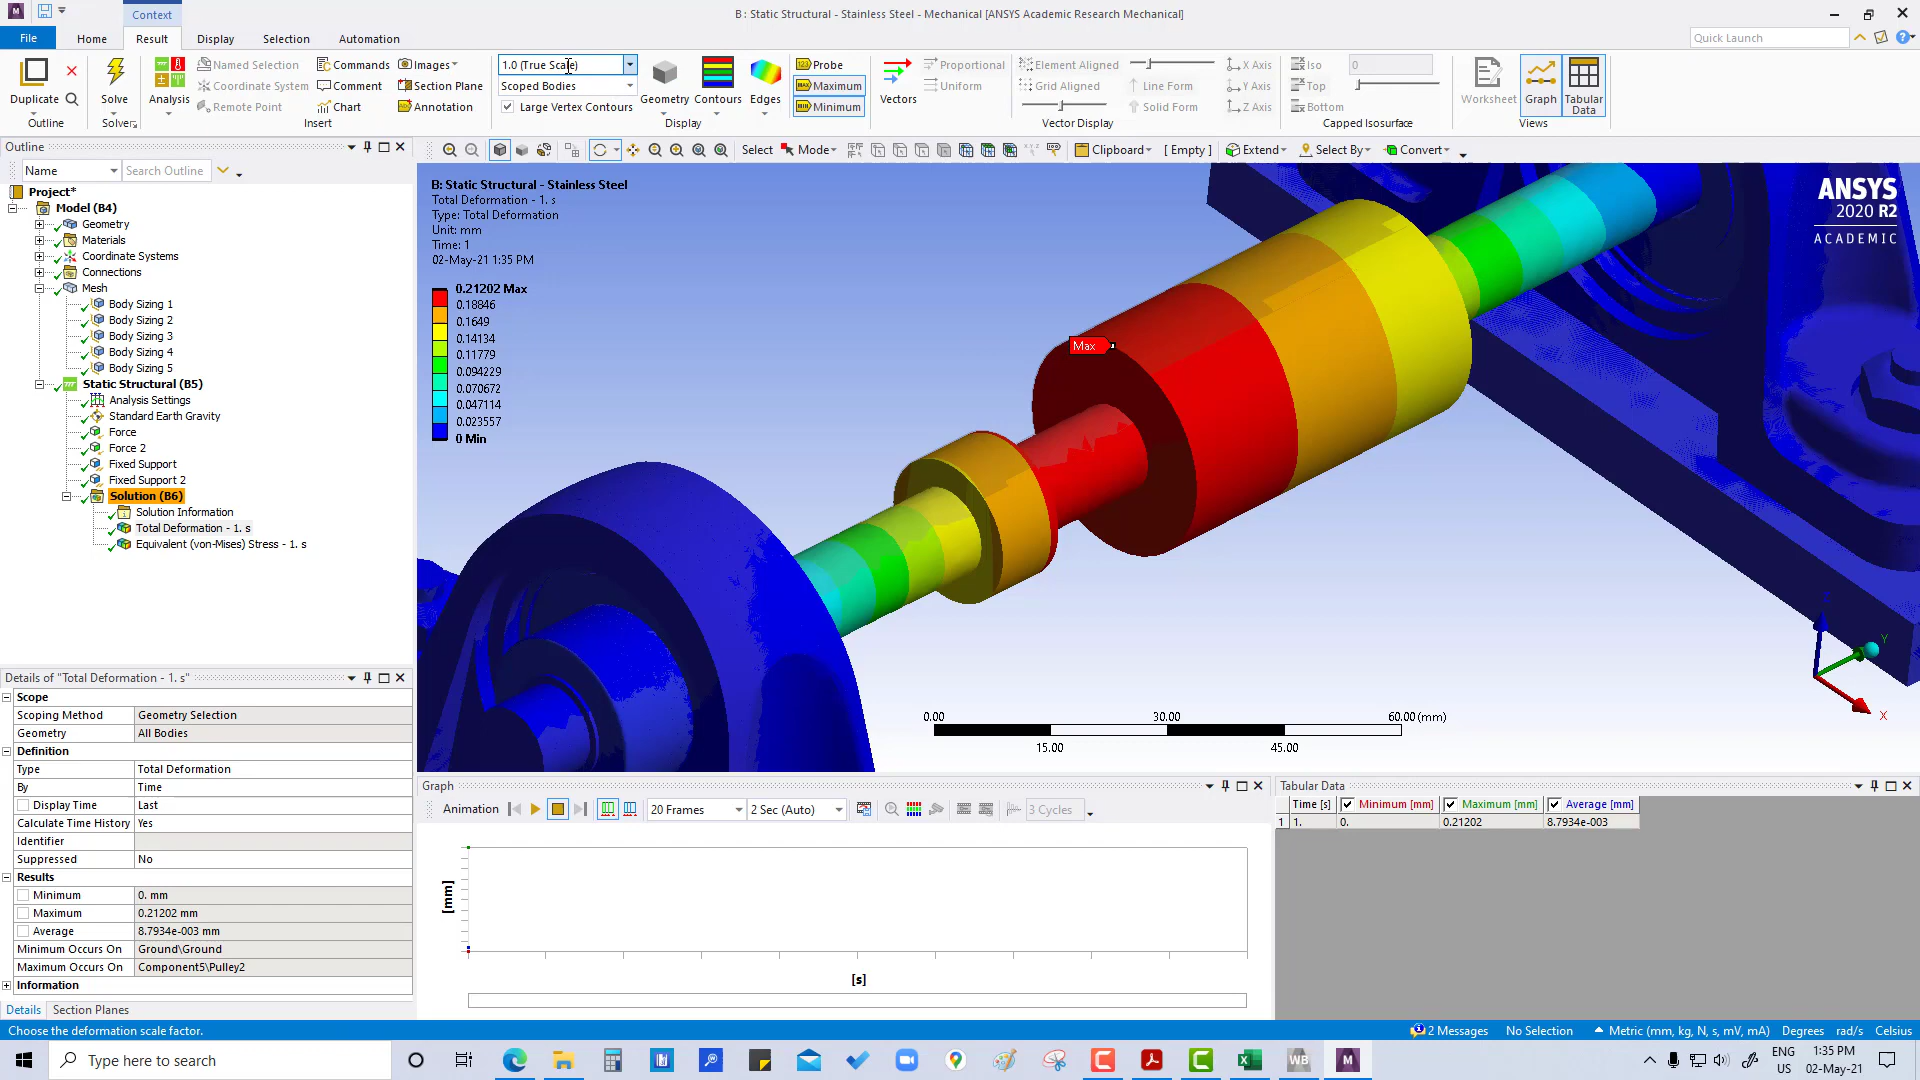 Context
B : Static Structural - Stainless Steel - Mechanical [ANSYS Academic Research Mechanical]
File
Home
Result
Display
Selection
Automation
Quick Launch
Duplicate
Outline
Solve
Solver
Analysis
Named Selection
Coordinate System
Remote Point
Commands
Comment
Chart
Images
Section Plane
Annotation
Insert
1.0 (True Scale)
Scoped Bodies
Large Vertex Contours
Geometry
Contours
Edges
Display
Probe
Maximum
Minimum
Vectors
Proportional
Uniform
Element Aligned
Grid Aligned
Line Form
Solid Form
X Axis
Y Axis
Z Axis
Vector Display
Iso
Top
Bottom
0
Capped Isosurface
Worksheet
Graph
Tabular
Data
Views
Outline
Name
Search Outline
Select
Mode
Clipboard
[ Empty ]
Extend
Select By
Convert
Project*
Model (B4)
Geometry
Materials
Coordinate Systems
Connections
Mesh
Body Sizing 1
Body Sizing 2
Body Sizing 3
Body Sizing 4
Body Sizing 5
Static Structural (B5)
Analysis Settings
Standard Earth Gravity
Force
Force 2
Fixed Support
Fixed Support 2
Solution (B6)
Solution Information
Total Deformation - 1. s
Equivalent (von-Mises) Stress - 1. s
B: Static Structural - Stainless Steel
Total Deformation - 1. s
Type: Total Deformation
Unit: mm
Time: 1
02-May-21 1:35 PM
0.21202 Max
0.18846
0.1649
0.14134
0.11779
0.094229
0.070672
0.047114
0.023557
0 Min
Max
ANSYS
2020 R2
ACADEMIC
0.00
30.00
60.00 (mm)
15.00
45.00
Z
Y
X
Details of "Total Deformation - 1. s"
Scope
Scoping Method Geometry Selection
Geometry All Bodies
Definition
Type Total Deformation
By Time
Display Time Last
Calculate Time History Yes
Identifier
Suppressed No
Results
Minimum 0. mm
Maximum 0.21202 mm
Average 8.7934e-003 mm
Minimum Occurs On Ground\Ground
Maximum Occurs On Component5\Pulley2
Information
Details
Section Planes
Graph
Animation
20 Frames
2 Sec (Auto)
3 Cycles
[mm]
[s]
Tabular Data
Time [s] Minimum [mm] Maximum [mm] Average [mm]
1 1. 0. 0.21202 8.7934e-003
Choose the deformation scale factor.
2 Messages
No Selection
Metric (mm, kg, N, s, mV, mA)
Degrees
rad/s
Celsius
Type here to search
WB
M
ENG
US
1:35 PM
02-May-21